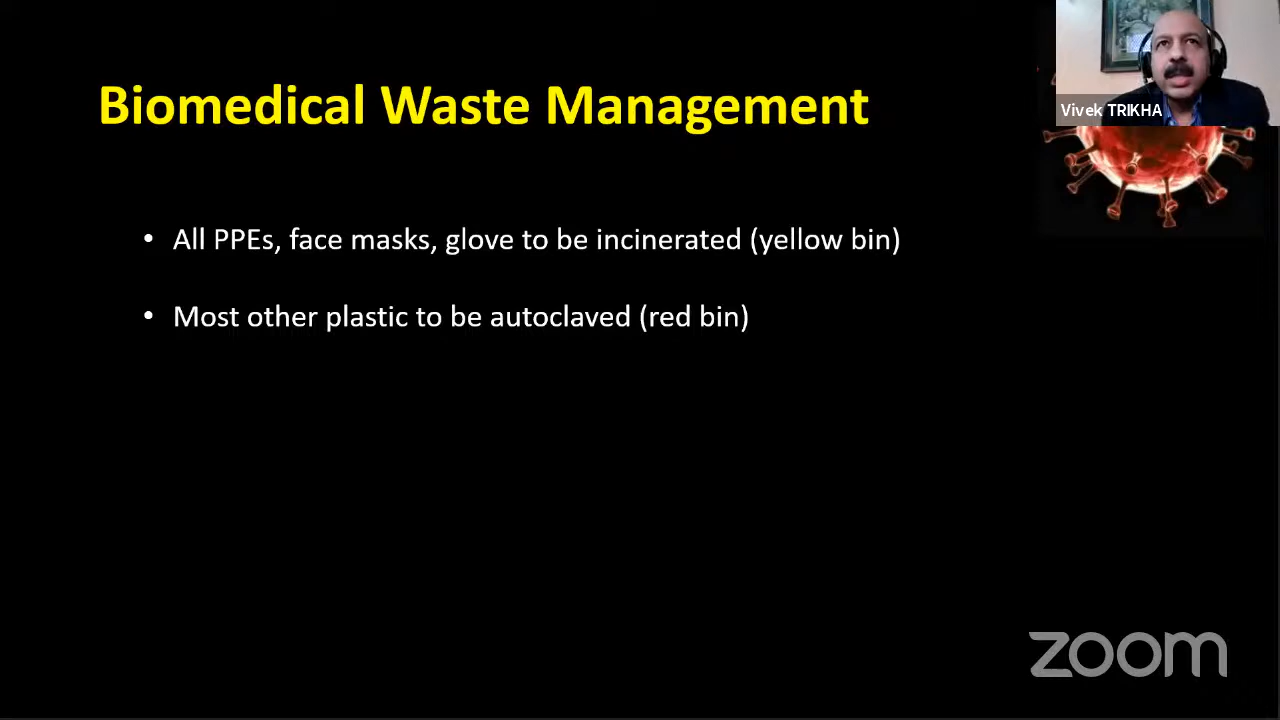 Biomedical Waste Management
Vivek TRIKHA
• All PPEs, face masks, glove to be incinerated (yellow bin)
• Most other plastic to be autoclaved (red bin)
zoom